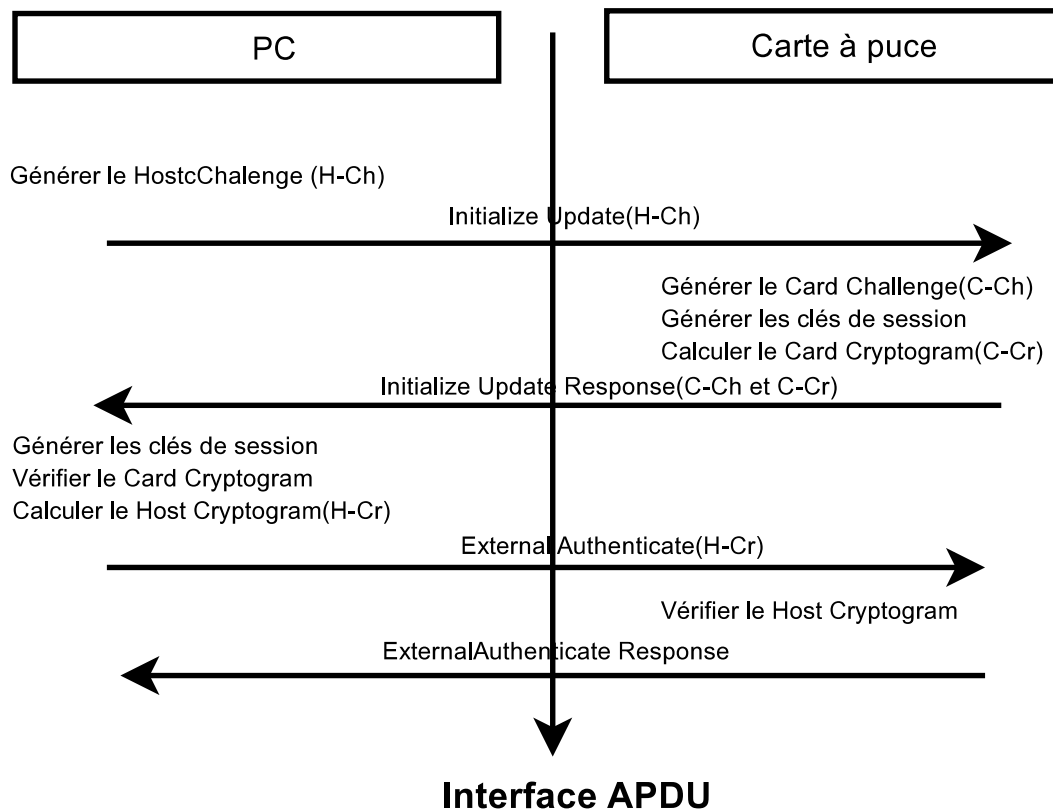 PC
Carte à puce
Générer le HostcChalenge (H-Ch)
Initialize Update(H-Ch)
Générer le Card Challenge(C-Ch)
Générer les clés de session
Calculer le Card Cryptogram(C-Cr)
Initialize Update Response(C-Ch et C-Cr)
Générer les clés de session
Vérifier le Card Cryptogram
Calculer le Host Cryptogram(H-Cr)
External Authenticate(H-Cr)
Vérifier le Host Cryptogram
ExternalAuthenticate Response
Interface APDU